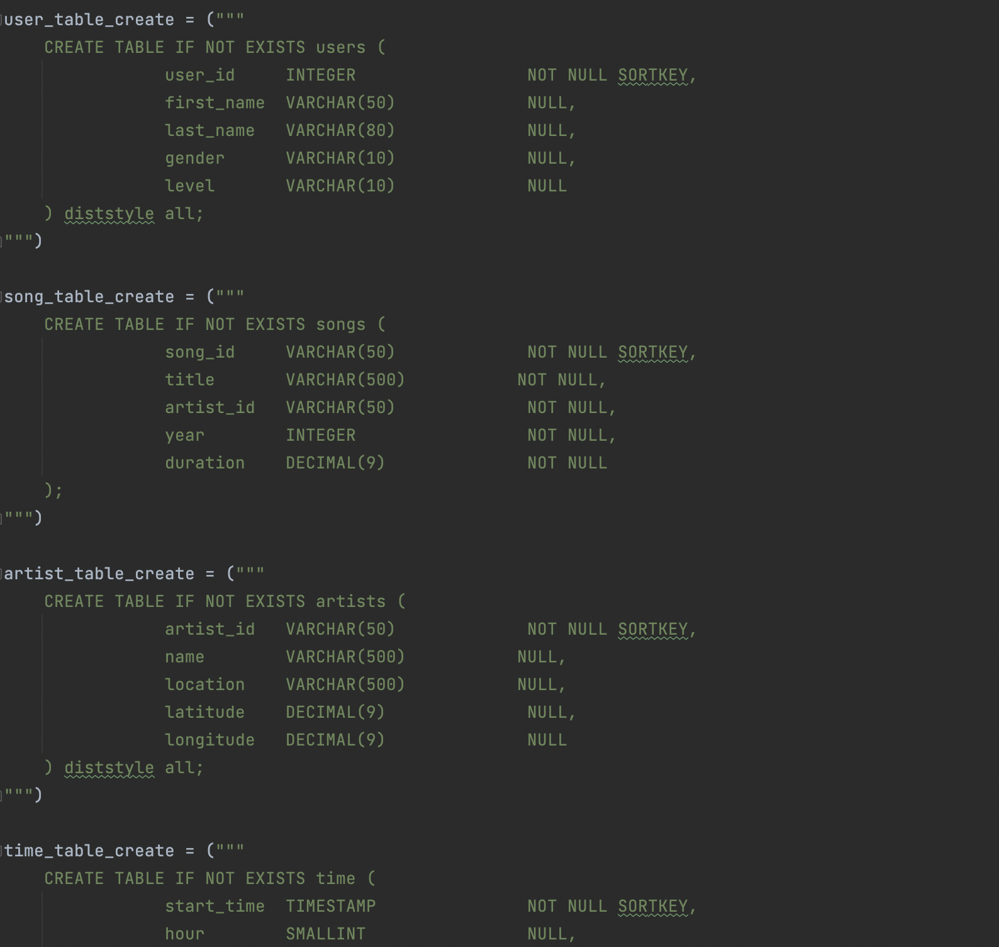 user_table_create = ("""
    CREATE TABLE IF NOT EXISTS users (
                user_id     INTEGER                 NOT NULL SORTKEY,
                first_name  VARCHAR(50)             NULL,
                last_name   VARCHAR(80)             NULL,
                gender      VARCHAR(10)             NULL,
                level       VARCHAR(10)             NULL
    ) diststyle all;
""")

song_table_create = ("""
    CREATE TABLE IF NOT EXISTS songs (
                song_id     VARCHAR(50)             NOT NULL SORTKEY,
                title       VARCHAR(500)           NOT NULL,
                artist_id   VARCHAR(50)             NOT NULL,
                year        INTEGER                 NOT NULL,
                duration    DECIMAL(9)              NOT NULL
    );
""")

artist_table_create = ("""
    CREATE TABLE IF NOT EXISTS artists (
                artist_id   VARCHAR(50)             NOT NULL SORTKEY,
                name        VARCHAR(500)           NULL,
                location    VARCHAR(500)           NULL,
                latitude    DECIMAL(9)              NULL,
                longitude   DECIMAL(9)              NULL
    ) diststyle all;
""")

time_table_create = ("""
    CREATE TABLE IF NOT EXISTS time (
                start_time  TIMESTAMP               NOT NULL SORTKEY,
                hour        SMALLINT                NULL,